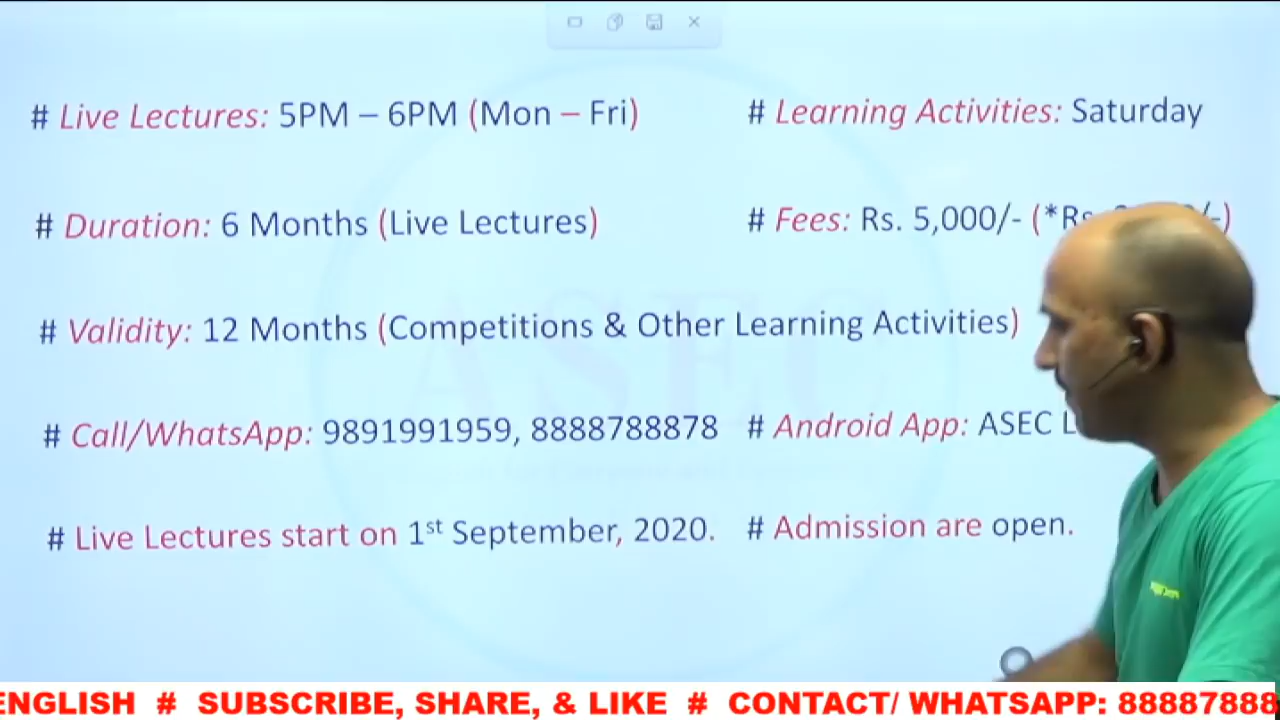 # Live Lectures: 5PM – 6PM (Mon – Fri)
# Learning Activities: Saturday
# Duration: 6 Months (Live Lectures)
# Fees: Rs. 5,000/- (*Rs. /-)
# Validity: 12 Months (Competitions & Other Learning Activities)
# Call/WhatsApp: 9891991959, 8888788878
# Android App: ASEC
# Live Lectures start on 1st September, 2020.
# Admission are open.
ASEC
ENGLISH # SUBSCRIBE, SHARE, & LIKE # CONTACT/ WHATSAPP: 88887888